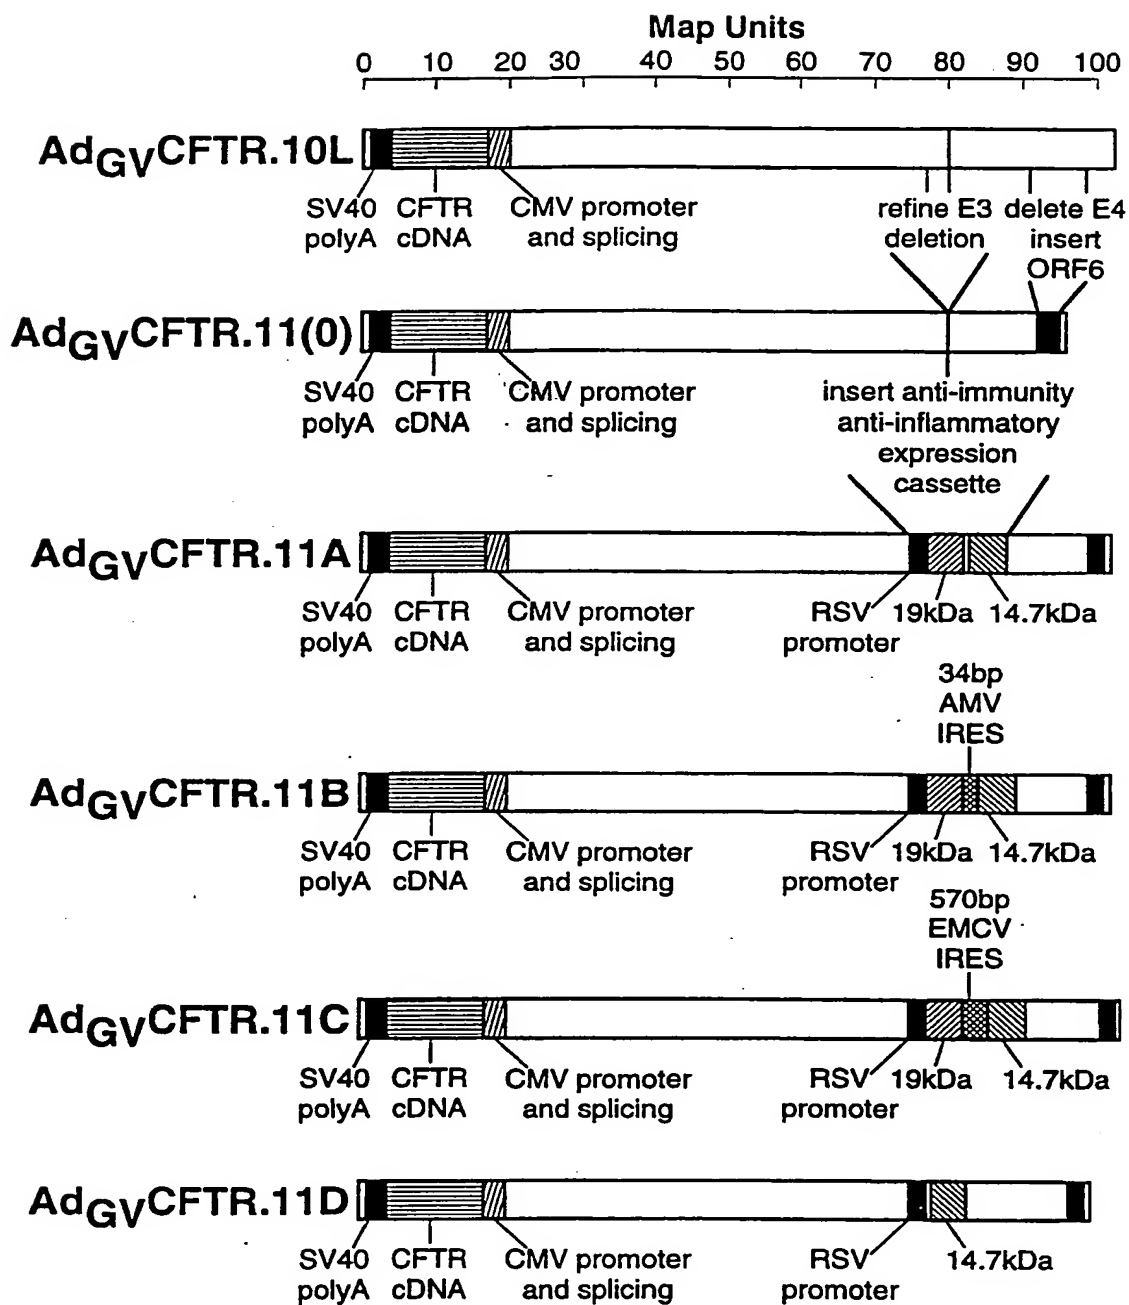 Map Units
0 10 20 30 40 50 60 70 80 90 100
AdGVCFTR.10L
SV40 polyA
CFTR cDNA
CMV promoter and splicing
refine E3 deletion
delete E4 insert ORF6
AdGVCFTR.11(0)
SV40 polyA
CFTR cDNA
CMV promoter and splicing
insert anti-immunity
anti-inflammatory
expression
cassette
AdGVCFTR.11A
SV40 polyA
CFTR cDNA
CMV promoter and splicing
RSV promoter
19kDa
14.7kDa
34bp
AMV
IRES
AdGVCFTR.11B
SV40 polyA
CFTR cDNA
CMV promoter and splicing
RSV promoter
19kDa
14.7kDa
570bp
EMCV
IRES
AdGVCFTR.11C
SV40 polyA
CFTR cDNA
CMV promoter and splicing
RSV promoter
19kDa
14.7kDa
AdGVCFTR.11D
SV40 polyA
CFTR cDNA
CMV promoter and splicing
RSV promoter
14.7kDa